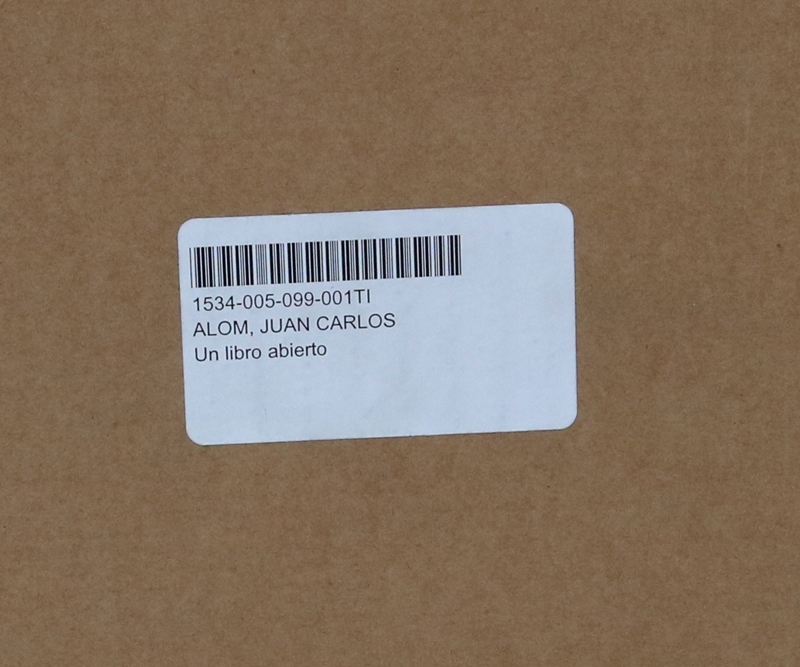 1534-005-099-001TI
ALOM, JUAN CARLOS
Un libro abierto